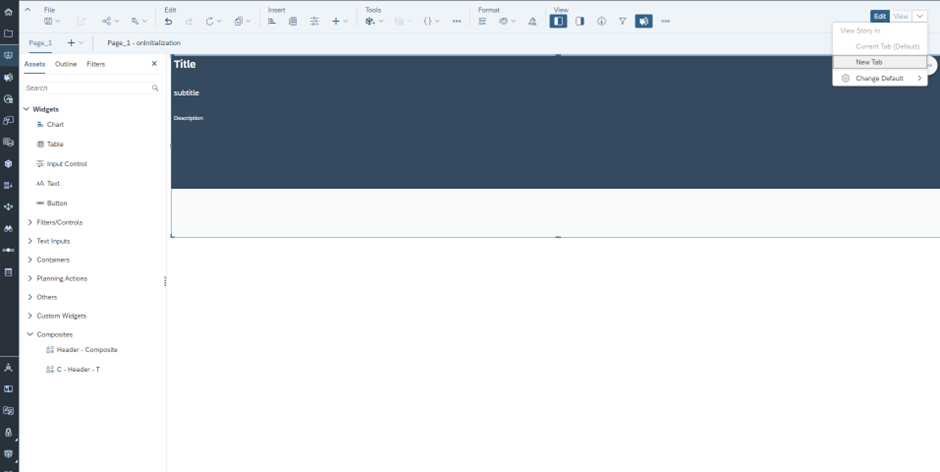 File
Edit
Insert
Tools
Format
View
Edit
View
View Story In
Current Tab (Default)
New Tab
Change Default
Page_1
Page_1 - onInitialization
Assets
Outline
Filters
Search
Widgets
Chart
Table
Input Control
Text
Button
Filters/Controls
Text Inputs
Containers
Planning Actions
Others
Custom Widgets
Composites
Header - Composite
C - Header - T
Title
subtitle
Description